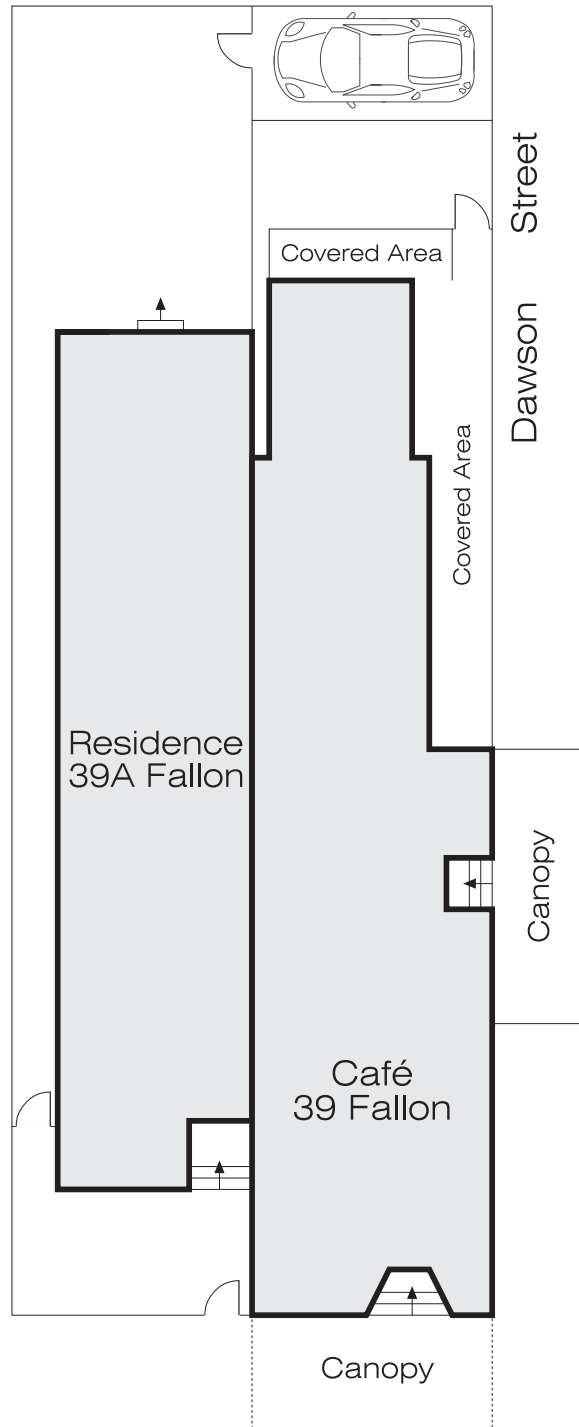 Dawson Street
Covered Area
Covered Area
Residence
39A Fallon
Canopy
Café
39 Fallon
Canopy